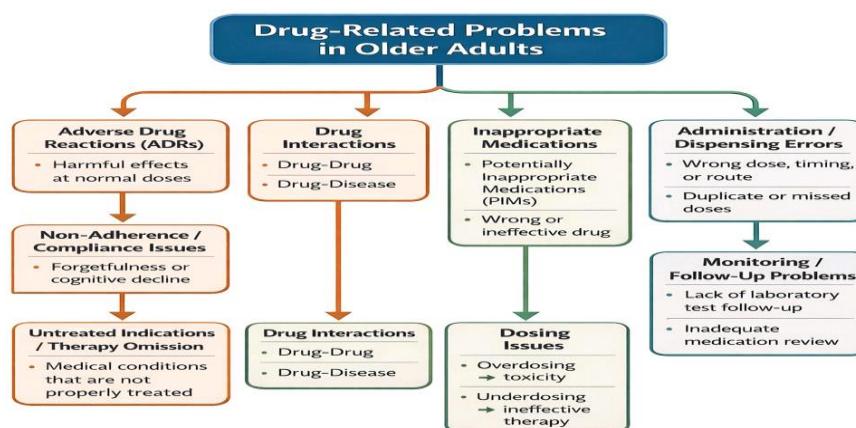 Drug-Related Problems
in Older Adults
Adverse Drug
Reactions (ADRs)
• Harmful effects
at normal doses
Drug
Interactions
• Drug-Drug
• Drug-Disease
Inappropriate
Medications
• Potentially
Inappropriate
Medications
(PIMs)
• Wrong or
ineffective drug
Administration /
Dispensing Errors
• Wrong dose, timing,
or route
• Duplicate or missed
doses
Non-Adherence /
Compliance Issues
• Forgetfulness or
cognitive decline
Monitoring /
Follow-Up Problems
• Lack of laboratory
test follow-up
• Inadequate
medication review
Untreated Indications
/ Therapy Omission
• Medical conditions
that are not
properly treated
Drug Interactions
• Drug-Drug
• Drug-Disease
Dosing
Issues
• Overdosing
→ toxicity
• Underdosing
→ ineffective
therapy